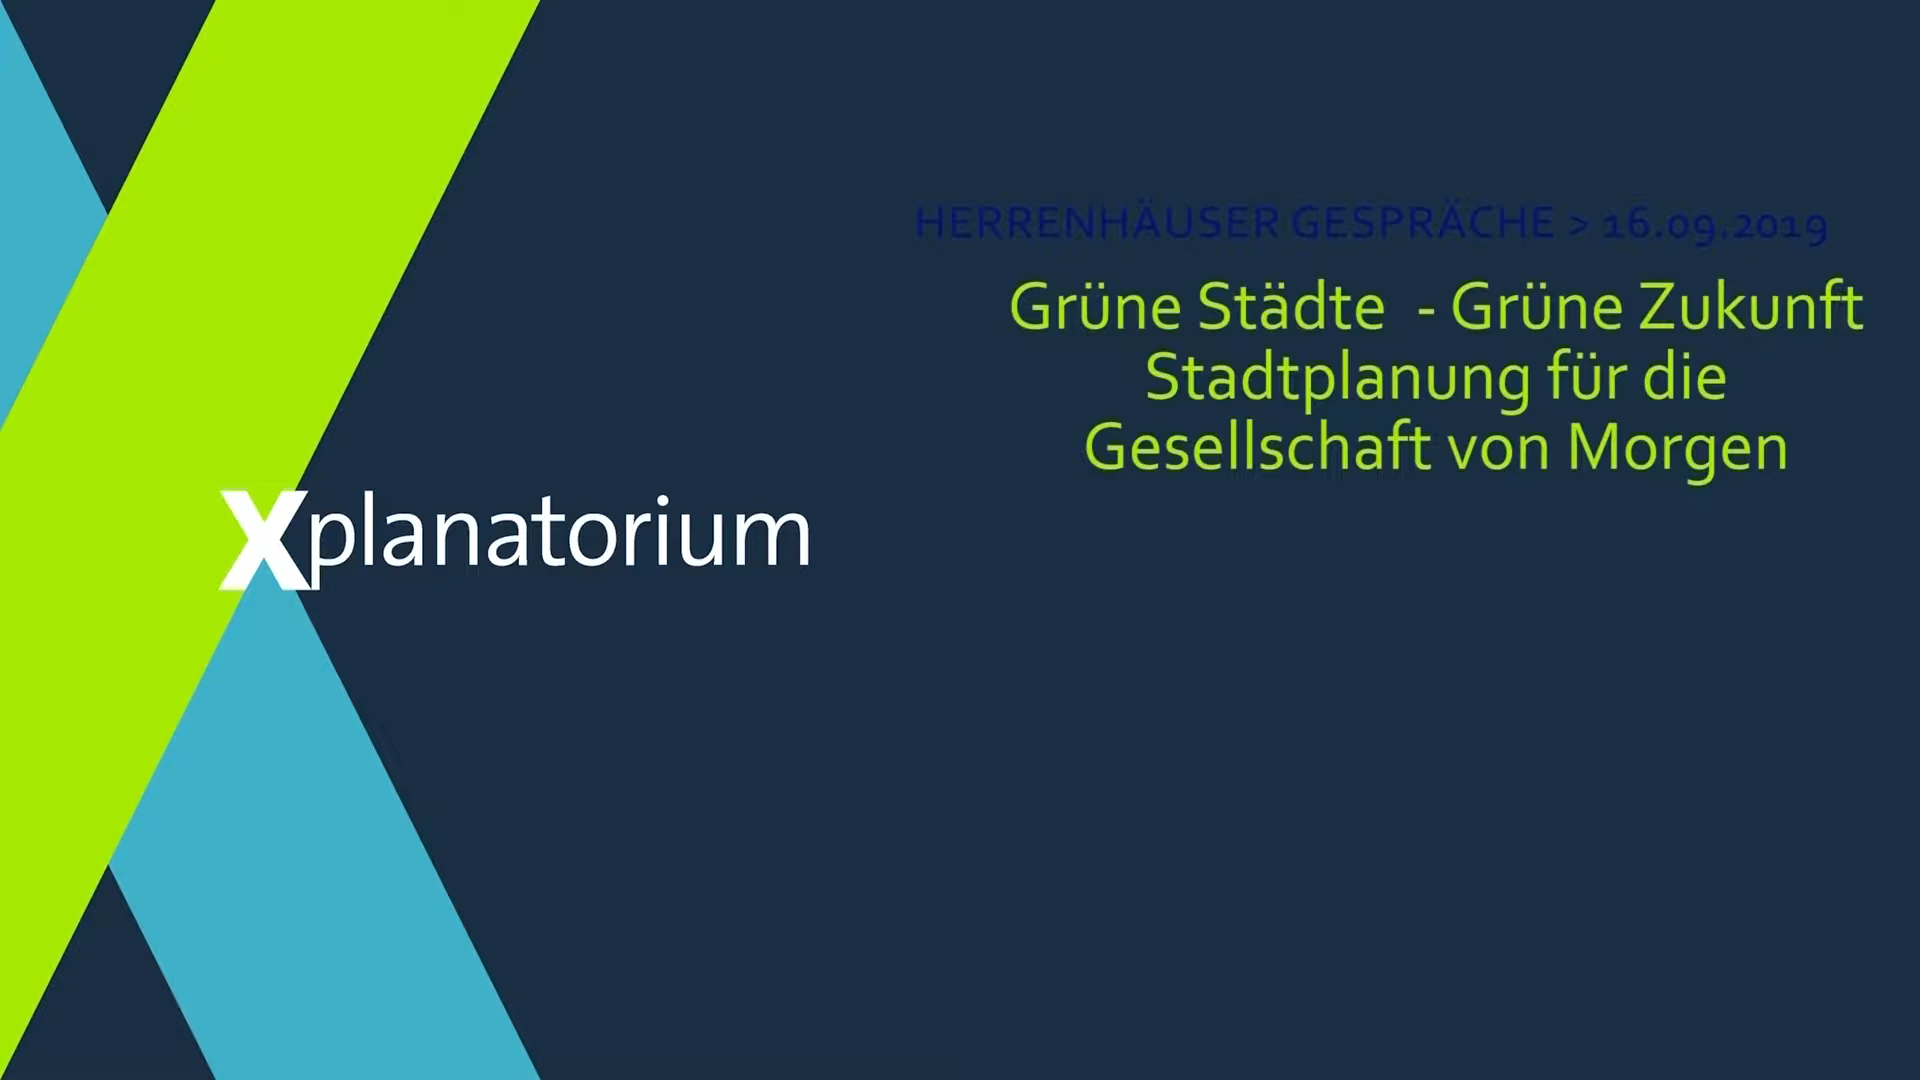 HERRENHÄUSER GESPRÄCHE > 16.09.2019
Grüne Städte - Grüne Zukunft
Stadtplanung für die
Gesellschaft von Morgen
Xplanatorium